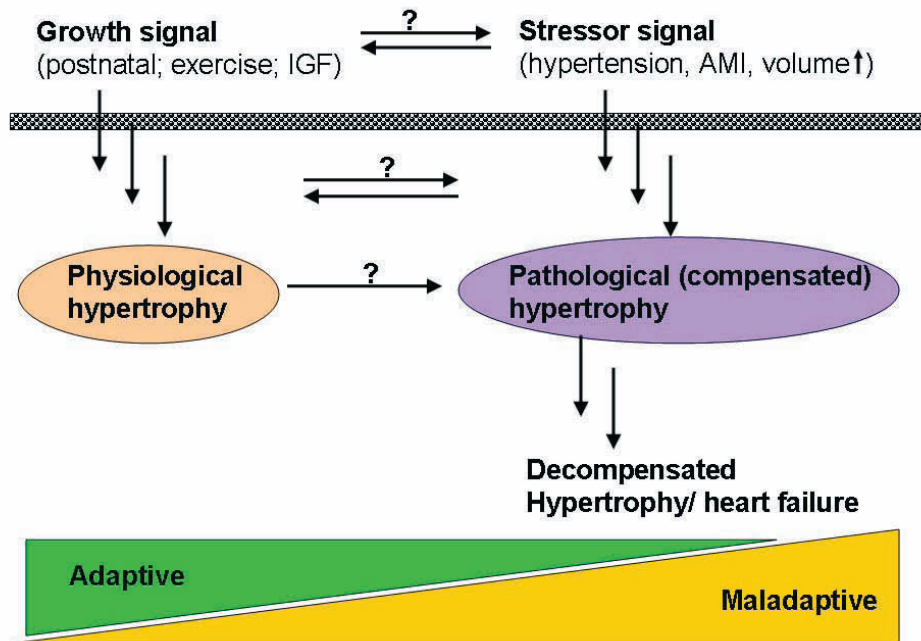 Growth signal
(postnatal; exercise; IGF)
?
Stressor signal
(hypertension, AMI, volume⬆)
?
Physiological
hypertrophy
?
Pathological (compensated)
hypertrophy
Decompensated
Hypertrophy/ heart failure
Adaptive
Maladaptive